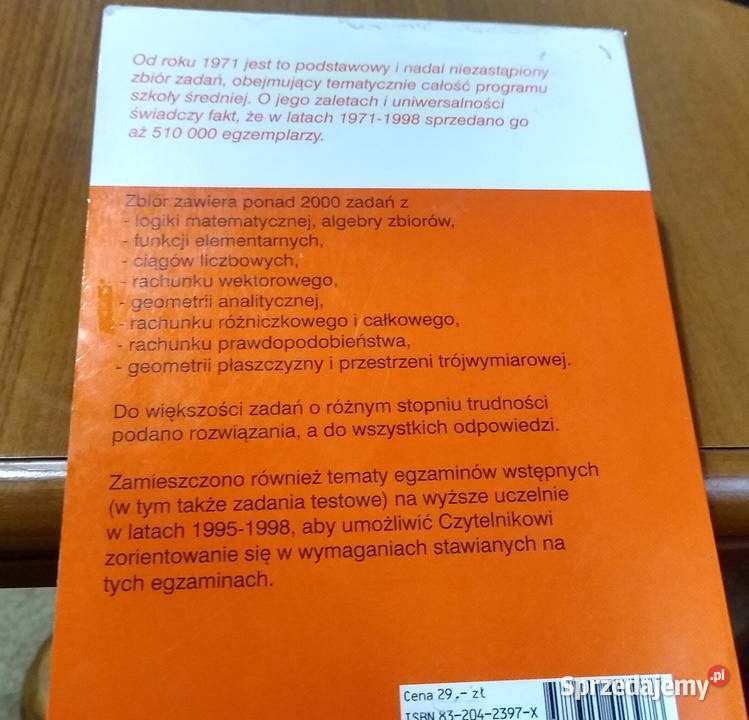 Od roku 1971 jest to podstawowy i nadal niezastąpiony
zbiór zadań, obejmujący tematycznie całość programu
szkoły średniej. O jego zaletach i uniwersalności
świadczy fakt, że w latach 1971-1998 sprzedano go
aż 510 000 egzemplarzy.
Zbiór zawiera ponad 2000 zadań z
- logiki matematycznej, algebry zbiorów,
- funkcji elementarnych,
- ciągów liczbowych,
- rachunku wektorowego,
- geometrii analitycznej,
- rachunku różniczkowego i całkowego,
- rachunku prawdopodobieństwa,
- geometrii płaszczyzny i przestrzeni trójwymiarowej.
Do większości zadań o różnym stopniu trudności
podano rozwiązania, a do wszystkich odpowiedzi.
Zamieszczono również tematy egzaminów wstępnych
(w tym także zadania testowe) na wyższe uczelnie
w latach 1995-1998, aby umożliwić Czytelnikowi
zorientowanie się w wymaganiach stawianych na
tych egzaminach.
Cena 29,- zł
ISBN 83-204-2397-X
Sprzedajemy.pl